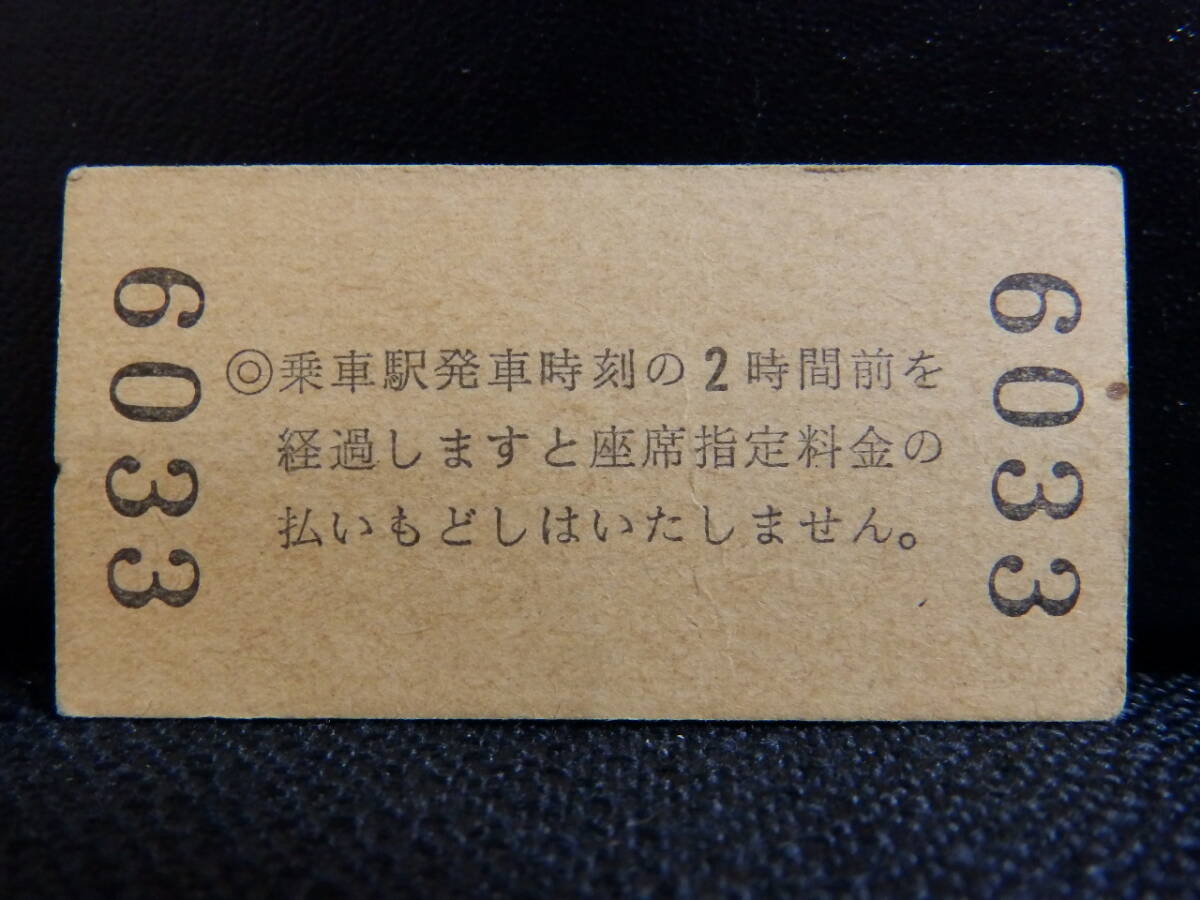 6033
◎乗車駅発車時刻の2時間前を
経過しますと座席指定料金の
払いもどしはいたしません。
6033